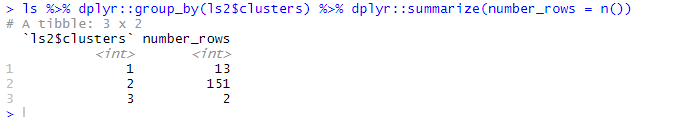 > ls %>% dplyr::group_by(ls2$clusters) %>% dplyr::summarize(number_rows = n())
# A tibble: 3 x 2
  `ls2$clusters` number_rows
           <int>       <int>
1              1          13
2              2         151
3              3           2
>